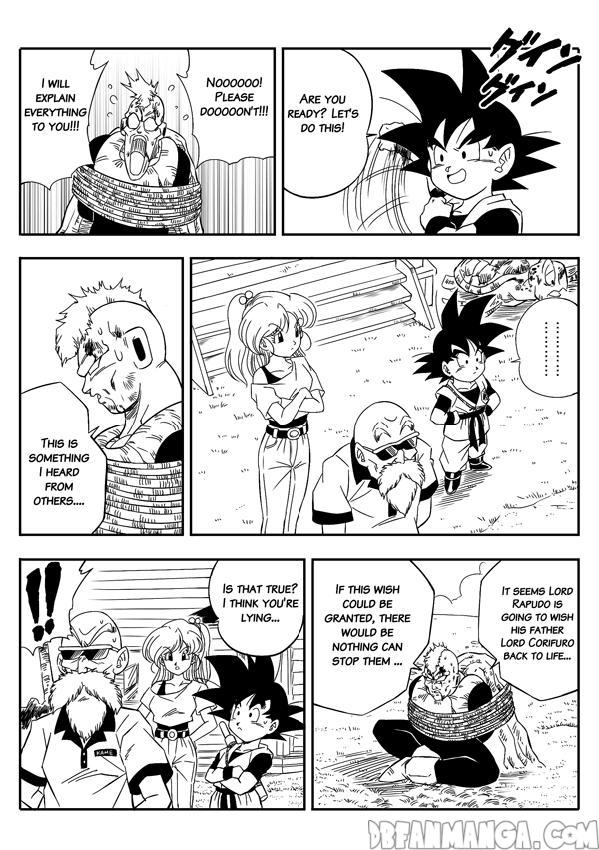 グイン
グイン
ARE YOU
READY? LET'S
DO THIS!
NOOOOOO!
PLEASE
DOOOOON'T!!!
I WILL
EXPLAIN
EVERYTHING
TO YOU!!!
.........
THIS IS
SOMETHING
I HEARD
FROM
OTHERS....
IT SEEMS LORD
RAPUDO IS
GOING TO WISH
HIS FATHER
LORD CORIFURO
BACK TO LIFE...
IF THIS WISH
COULD BE
GRANTED, THERE
WOULD BE
NOTHING CAN
STOP THEM ...
IS THAT TRUE?
I THINK YOU'RE
LYING...
!!
KAME
DBFANMANGA.COM